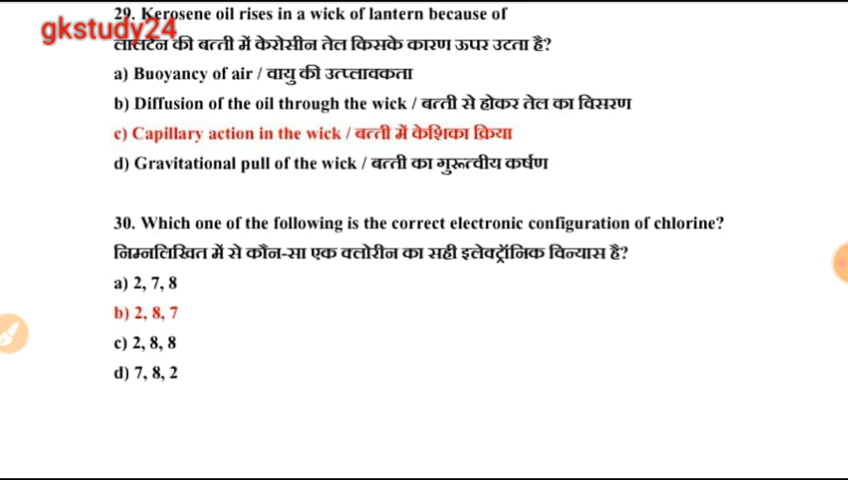 29. Kerosene oil rises in a wick of lantern because of
gkstudy24
लालटेन की बत्ती में केरोसीन तेल किसके कारण ऊपर उठता है?
a) Buoyancy of air / वायु की उत्प्लावकता
b) Diffusion of the oil through the wick / बत्ती से होकर तेल का विसरण
c) Capillary action in the wick / बत्ती में केशिका क्रिया
d) Gravitational pull of the wick / बत्ती का गुरूत्वीय कर्षण
30. Which one of the following is the correct electronic configuration of chlorine?
निम्नलिखित में से कौन-सा एक क्लोरीन का सही इलेक्ट्रॉनिक विन्यास है?
a) 2, 7, 8
b) 2, 8, 7
c) 2, 8, 8
d) 7, 8, 2